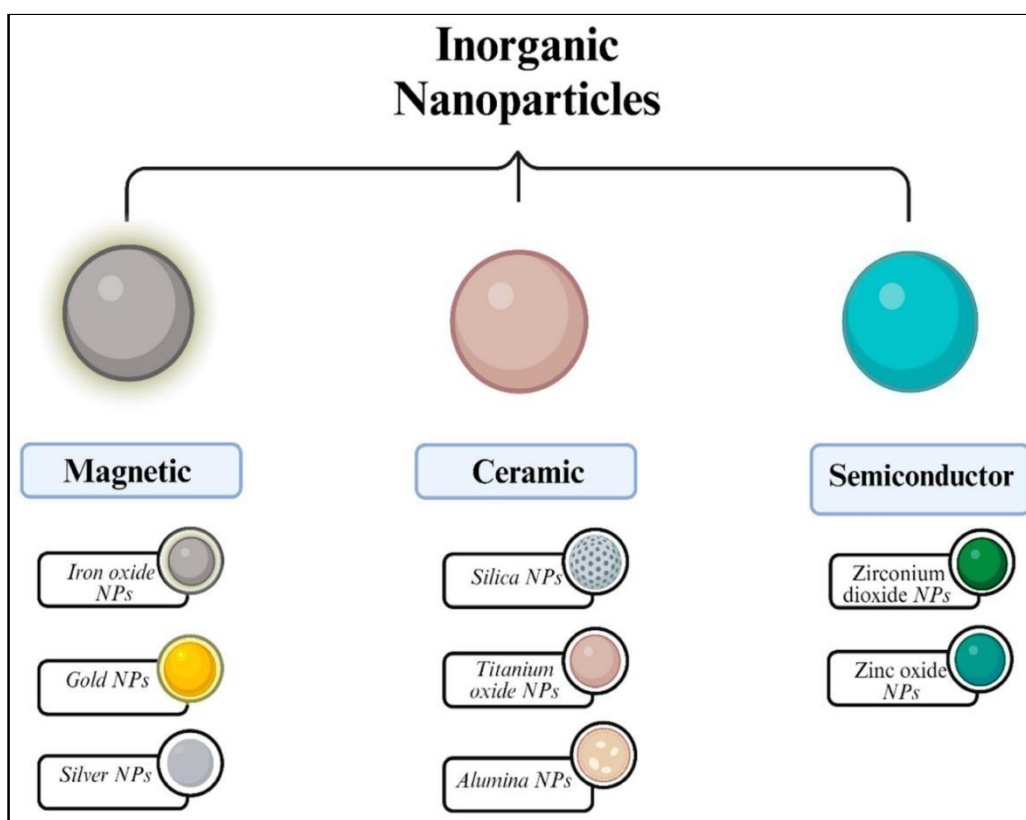 Inorganic
Nanoparticles
Magnetic
Iron oxide
NPs
Gold NPs
Silver NPs
Ceramic
Silica NPs
Titanium
oxide NPs
Alumina NPs
Semiconductor
Zirconium
dioxide NPs
Zinc oxide
NPs